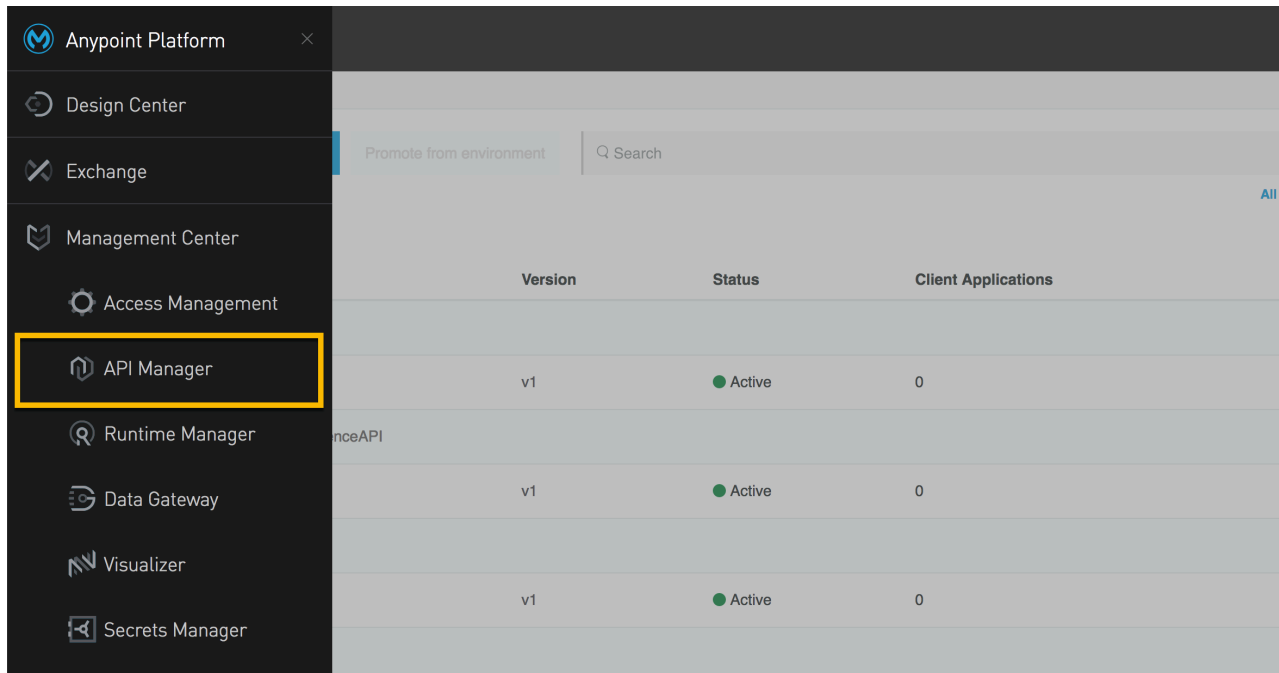 Anypoint Platform
Design Center
Exchange
Management Center
Access Management
API Manager
Runtime Manager
Data Gateway
Visualizer
Secrets Manager
Promote from environment
Search
All
Version Status Client Applications
v1 Active 0
enceAPI
v1 Active 0
v1 Active 0